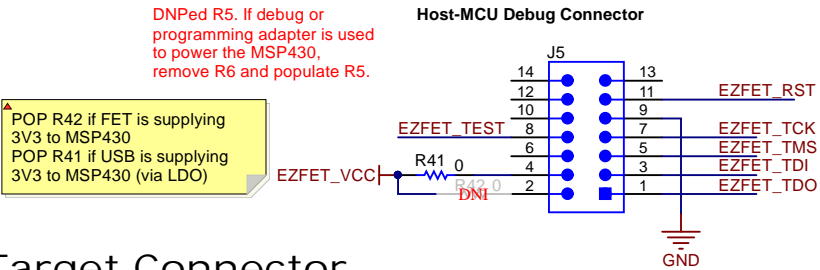 DNPed R5. If debug or
programming adapter is used
to power the MSP430,
remove R6 and populate R5.
Host-MCU Debug Connector
POP R42 if FET is supplying
3V3 to MSP430
POP R41 if USB is supplying
3V3 to MSP430 (via LDO)
J5
14 13
12 11 EZFET_RST
10 9
EZFET_TEST 8 7 EZFET_TCK
6 5 EZFET_TMS
R41 0 4 3 EZFET_TDI
EZFET_VCC
R42 0 2 1 EZFET_TDO
DNI
GND
Target Connector